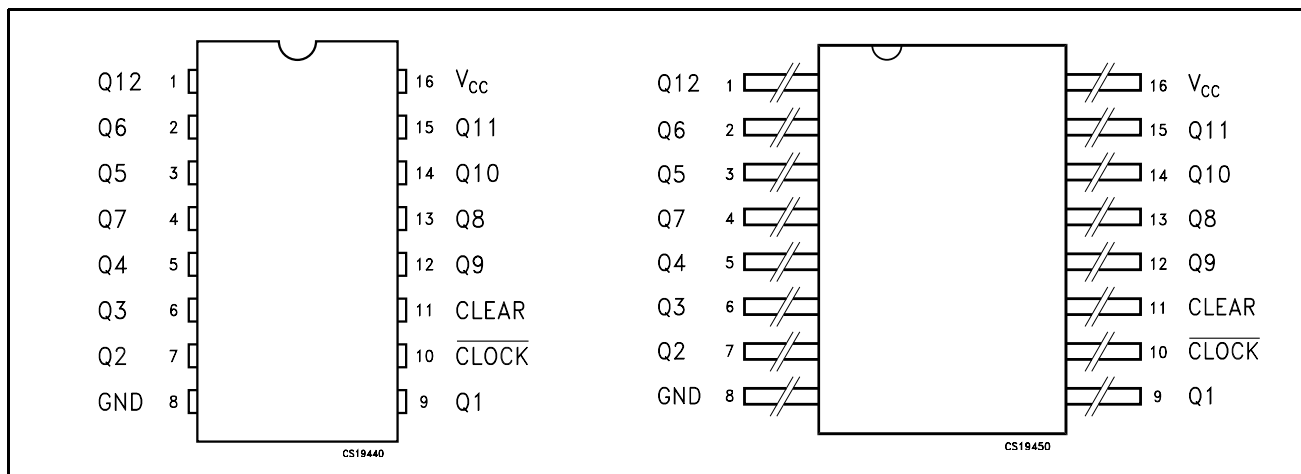 Q12 1 16 VCC
Q6 2 15 Q11
Q5 3 14 Q10
Q7 4 13 Q8
Q4 5 12 Q9
Q3 6 11 CLEAR
Q2 7 10 CLOCK
GND 8 9 Q1
CS19440
Q12 1 16 VCC
Q6 2 15 Q11
Q5 3 14 Q10
Q7 4 13 Q8
Q4 5 12 Q9
Q3 6 11 CLEAR
Q2 7 10 CLOCK
GND 8 9 Q1
CS19450